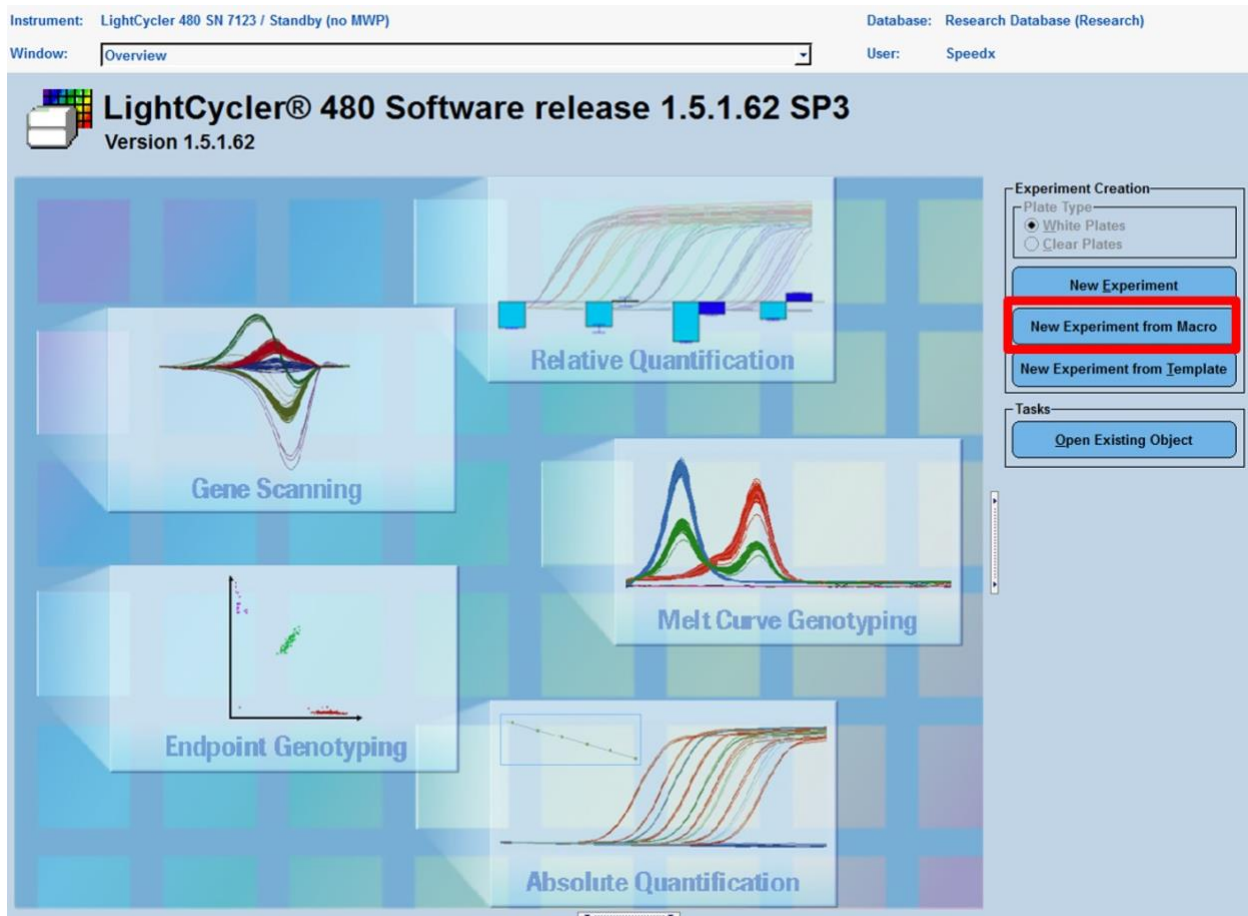 Instrument: LightCycler 480 SN 7123 / Standby (no MWP)
Database: Research Database (Research)
Window: Overview
User: Speedx
LightCycler® 480 Software release 1.5.1.62 SP3
Version 1.5.1.62
Experiment Creation
Plate Type
White Plates
Clear Plates
New Experiment
New Experiment from Macro
New Experiment from Template
Tasks
Open Existing Object
Relative Quantification
Gene Scanning
Melt Curve Genotyping
Endpoint Genotyping
Absolute Quantification